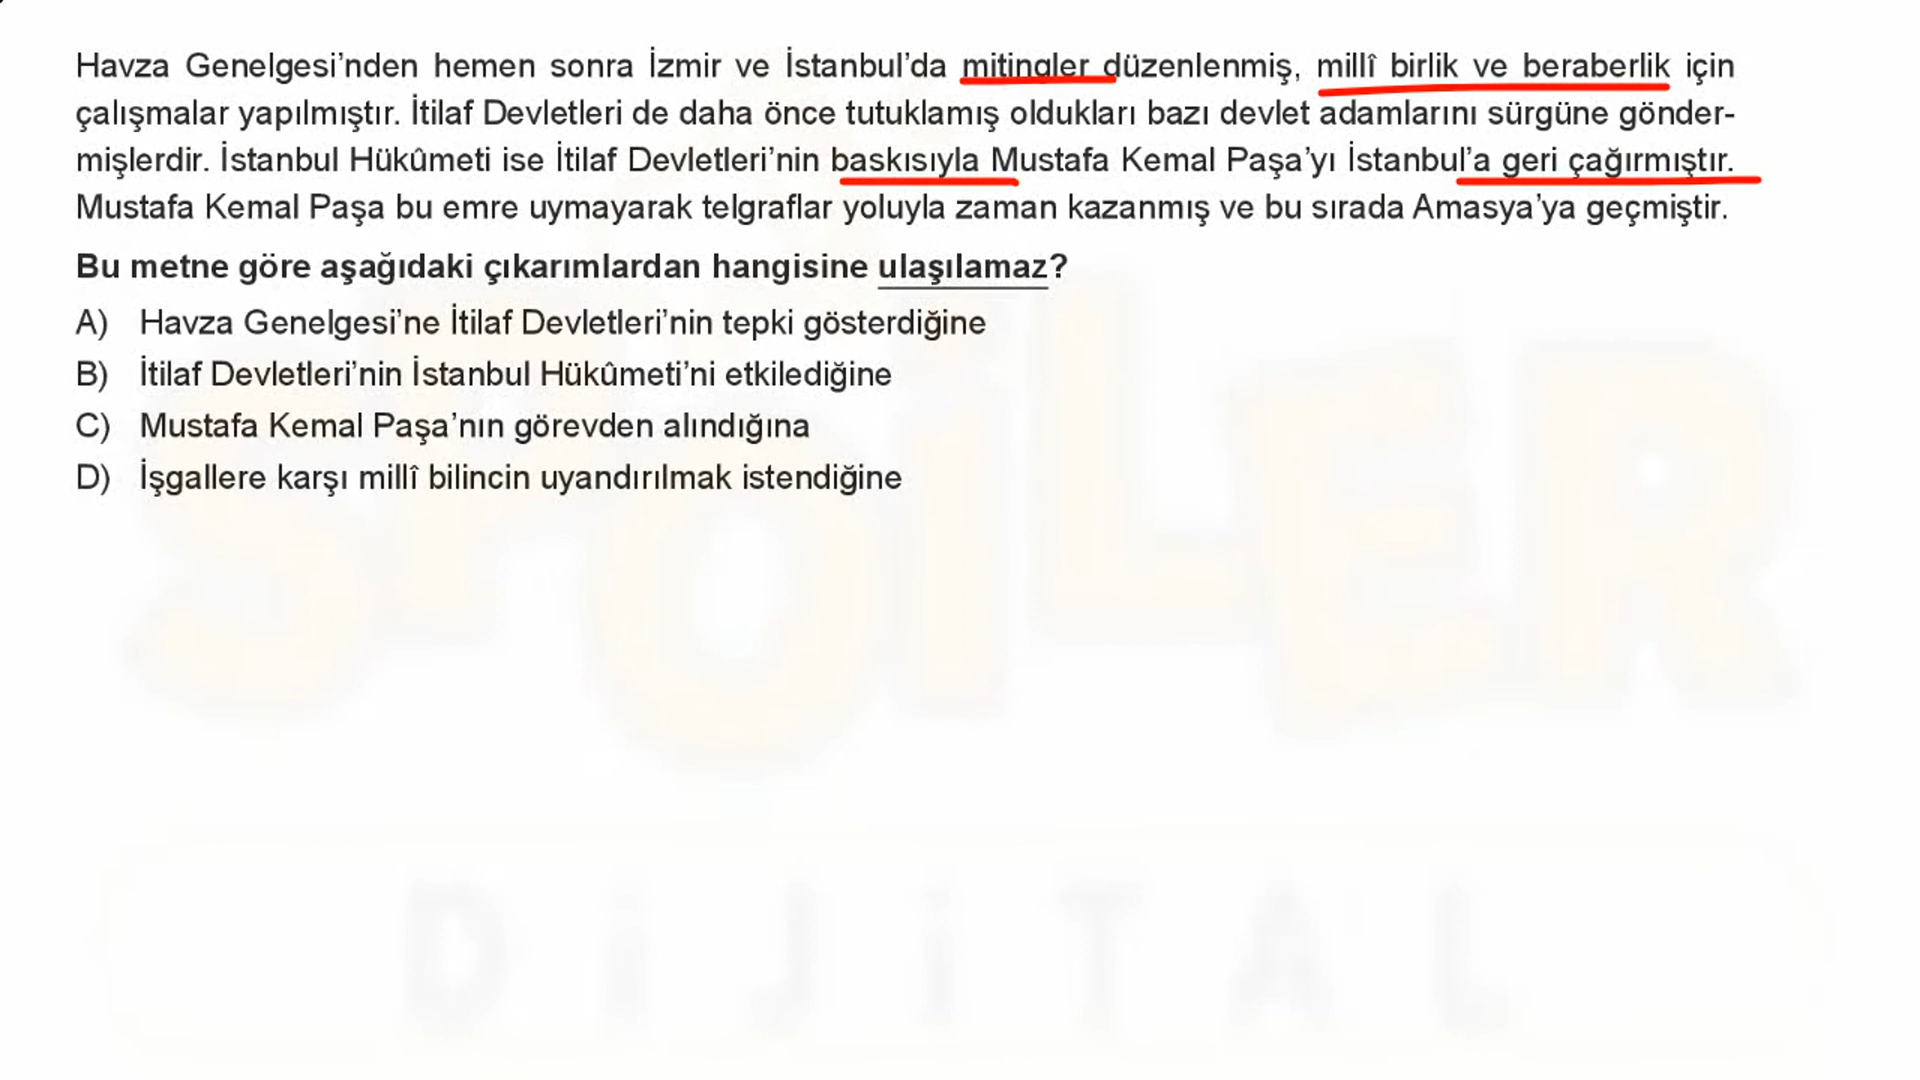 Havza Genelgesi’nden hemen sonra İzmir ve İstanbul’da mitingler düzenlenmiş, millî birlik ve beraberlik için
çalışmalar yapılmıştır. İtilaf Devletleri de daha önce tutuklamış oldukları bazı devlet adamlarını sürgüne gönder-
mişlerdir. İstanbul Hükûmeti ise İtilaf Devletleri’nin baskısıyla Mustafa Kemal Paşa’yı İstanbul’a geri çağırmıştır.
Mustafa Kemal Paşa bu emre uymayarak telgraflar yoluyla zaman kazanmış ve bu sırada Amasya’ya geçmiştir.
Bu metne göre aşağıdaki çıkarımlardan hangisine ulaşılamaz?
A) Havza Genelgesi’ne İtilaf Devletleri’nin tepki gösterdiğine
B) İtilaf Devletleri’nin İstanbul Hükûmeti’ni etkilediğine
C) Mustafa Kemal Paşa’nın görevden alındığına
D) İşgallere karşı millî bilincin uyandırılmak istendiğine
SPOİLER
DİJİTAL